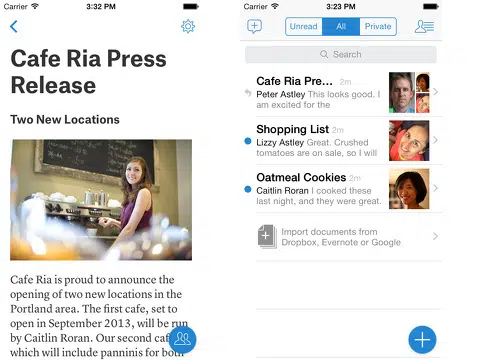 Carrier 3:32 PM
Cafe Ria Press
Release
Two New Locations
Cafe Ria is proud to announce the
opening of two new locations in the
Portland area. The first cafe, set to
open in September 2013, will be run
by Caitlin Roran. Our second caf
which will include panninis for both
Carrier 3:23 PM
Unread All Private
Search
Cafe Ria Pre... 2m
Peter Astley This looks good. I
am excited for the
Shopping List 2m
Lizzy Astley Great. Crushed
tomatoes are on sale, so I will
Oatmeal Cookies 2m
Caitlin Roran I cooked these
last night, and they were great.
Import documents from
Dropbox, Evernote or Google